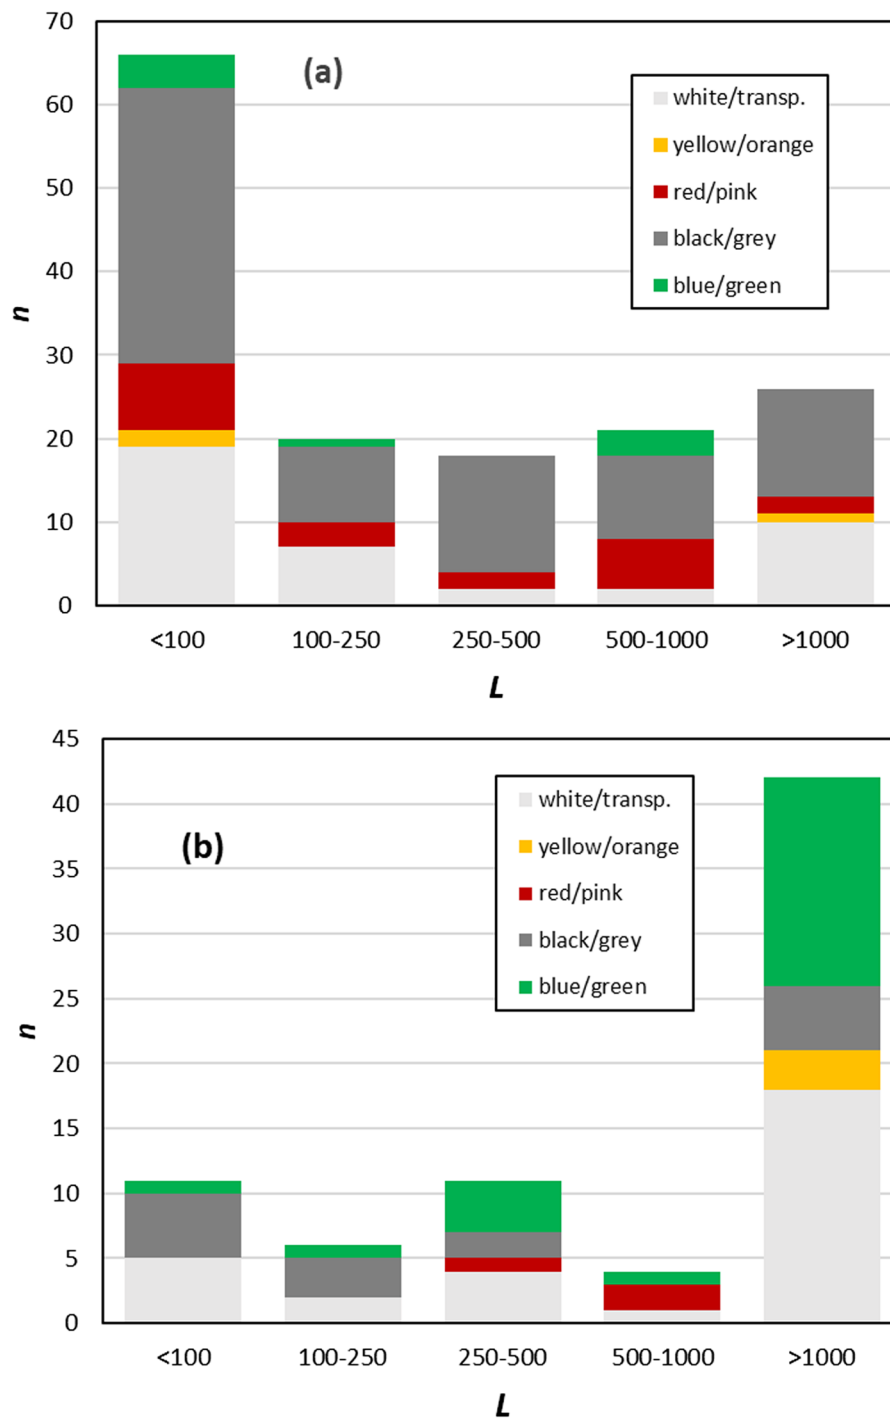 70
60
50
40
30
20
10
0
n
(a)
white/transp.
yellow/orange
red/pink
black/grey
blue/green
<100 100-250 250-500 500-1000 >1000
L
45
40
35
30
25
20
15
10
5
0
n
(b)
white/transp.
yellow/orange
red/pink
black/grey
blue/green
<100 100-250 250-500 500-1000 >1000
L